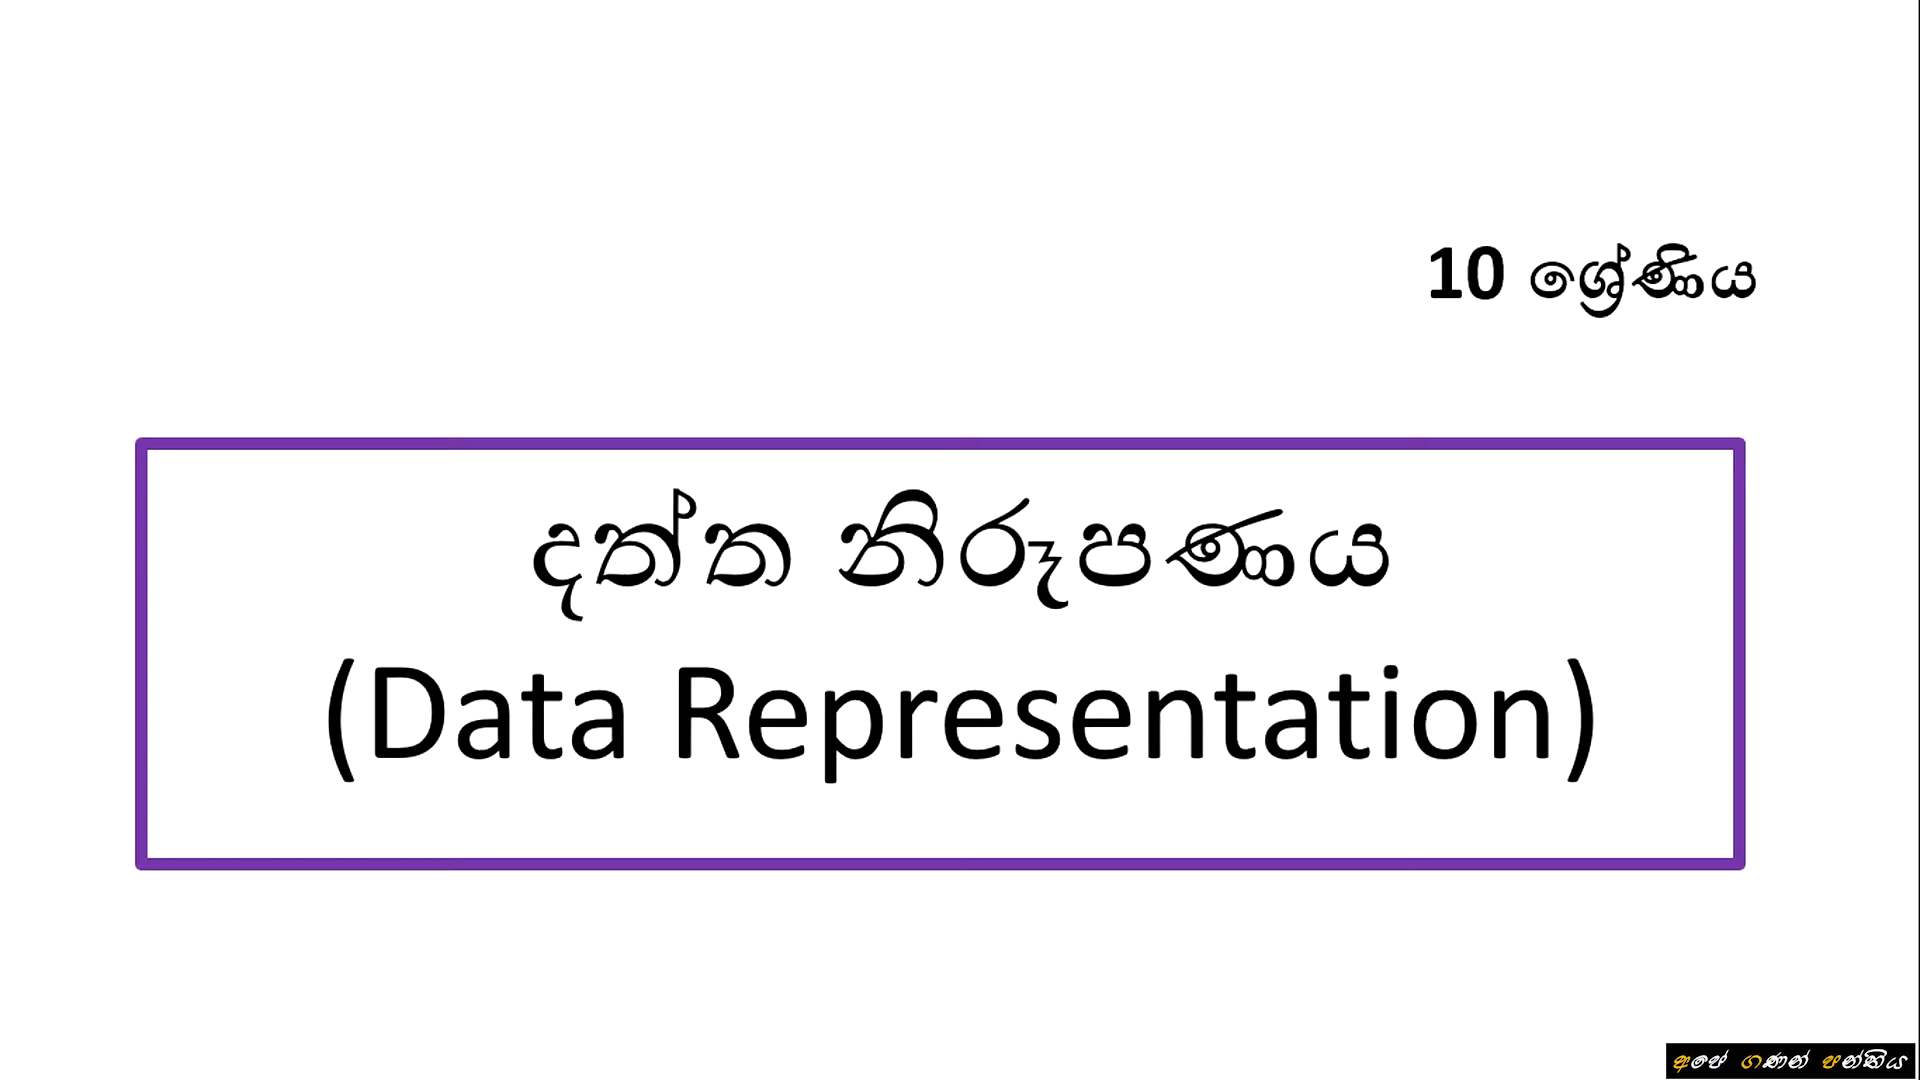 10 ශ්‍රේණිය
දත්ත නිරූපණය
(Data Representation)
අපේ ගණන් පන්තිය